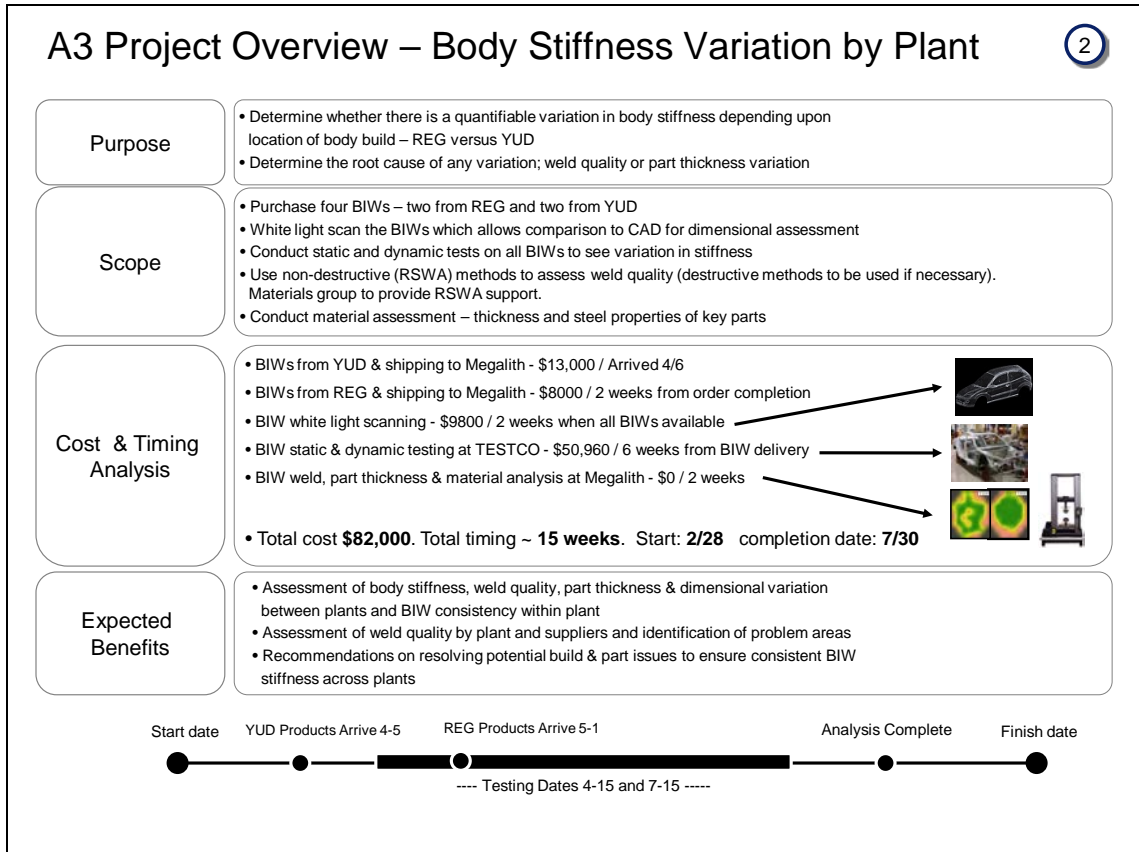 A3 Project Overview – Body Stiffness Variation by Plant
2
Purpose
• Determine whether there is a quantifiable variation in body stiffness depending upon
location of body build – REG versus YUD
• Determine the root cause of any variation; weld quality or part thickness variation
Scope
• Purchase four BIWs – two from REG and two from YUD
• White light scan the BIWs which allows comparison to CAD for dimensional assessment
• Conduct static and dynamic tests on all BIWs to see variation in stiffness
• Use non-destructive (RSWA) methods to assess weld quality (destructive methods to be used if necessary).
Materials group to provide RSWA support.
• Conduct material assessment – thickness and steel properties of key parts
Cost & Timing
Analysis
• BIWs from YUD & shipping to Megalith - $13,000 / Arrived 4/6
• BIWs from REG & shipping to Megalith - $8000 / 2 weeks from order completion
• BIW white light scanning - $9800 / 2 weeks when all BIWs available
• BIW static & dynamic testing at TESTCO - $50,960 / 6 weeks from BIW delivery
• BIW weld, part thickness & material analysis at Megalith - $0 / 2 weeks
• Total cost $82,000. Total timing ~ 15 weeks. Start: 2/28 completion date: 7/30
Expected
Benefits
• Assessment of body stiffness, weld quality, part thickness & dimensional variation
between plants and BIW consistency within plant
• Assessment of weld quality by plant and suppliers and identification of problem areas
• Recommendations on resolving potential build & part issues to ensure consistent BIW
stiffness across plants
Start date
YUD Products Arrive 4-5
REG Products Arrive 5-1
Analysis Complete
Finish date
---- Testing Dates 4-15 and 7-15 -----